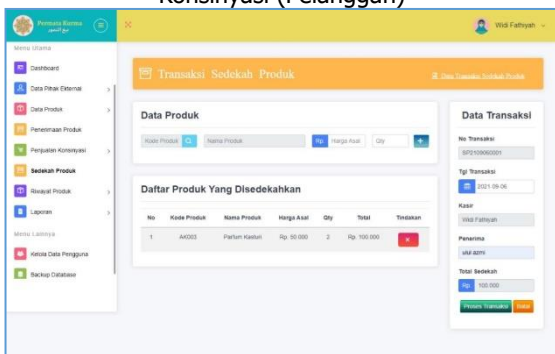 Konsinyasi (Pelanggan)
Permata Kurma
Widi Fathiyah
Menu Utama
Dashboard
Data Pihak Eksternal
Data Produk
Penerimaan Produk
Penjualan Konsinyasi
Sedekah Produk
Riwayat Produk
Laporan
Menu Lainnya
Kelola Data Pengguna
Backup Database
Transaksi Sedekah Produk
Data Transaksi Sedekah Produk
Data Produk
Kode Produk Nama Produk Rp Harga Asal Qty
Daftar Produk Yang Disedekahkan
No Kode Produk Nama Produk Harga Asal Qty Total Tindakan
1 AK003 Parfum Kasturi Rp. 50.000 2 Rp. 100.000
Data Transaksi
No Transaksi
SP2109060001
Tgl Transaksi
2021-09-06
Kasir
Widi Fathiyah
Penerima
ulul azmi
Total Sedekah
Rp 100.000
Proses Transaksi Batal